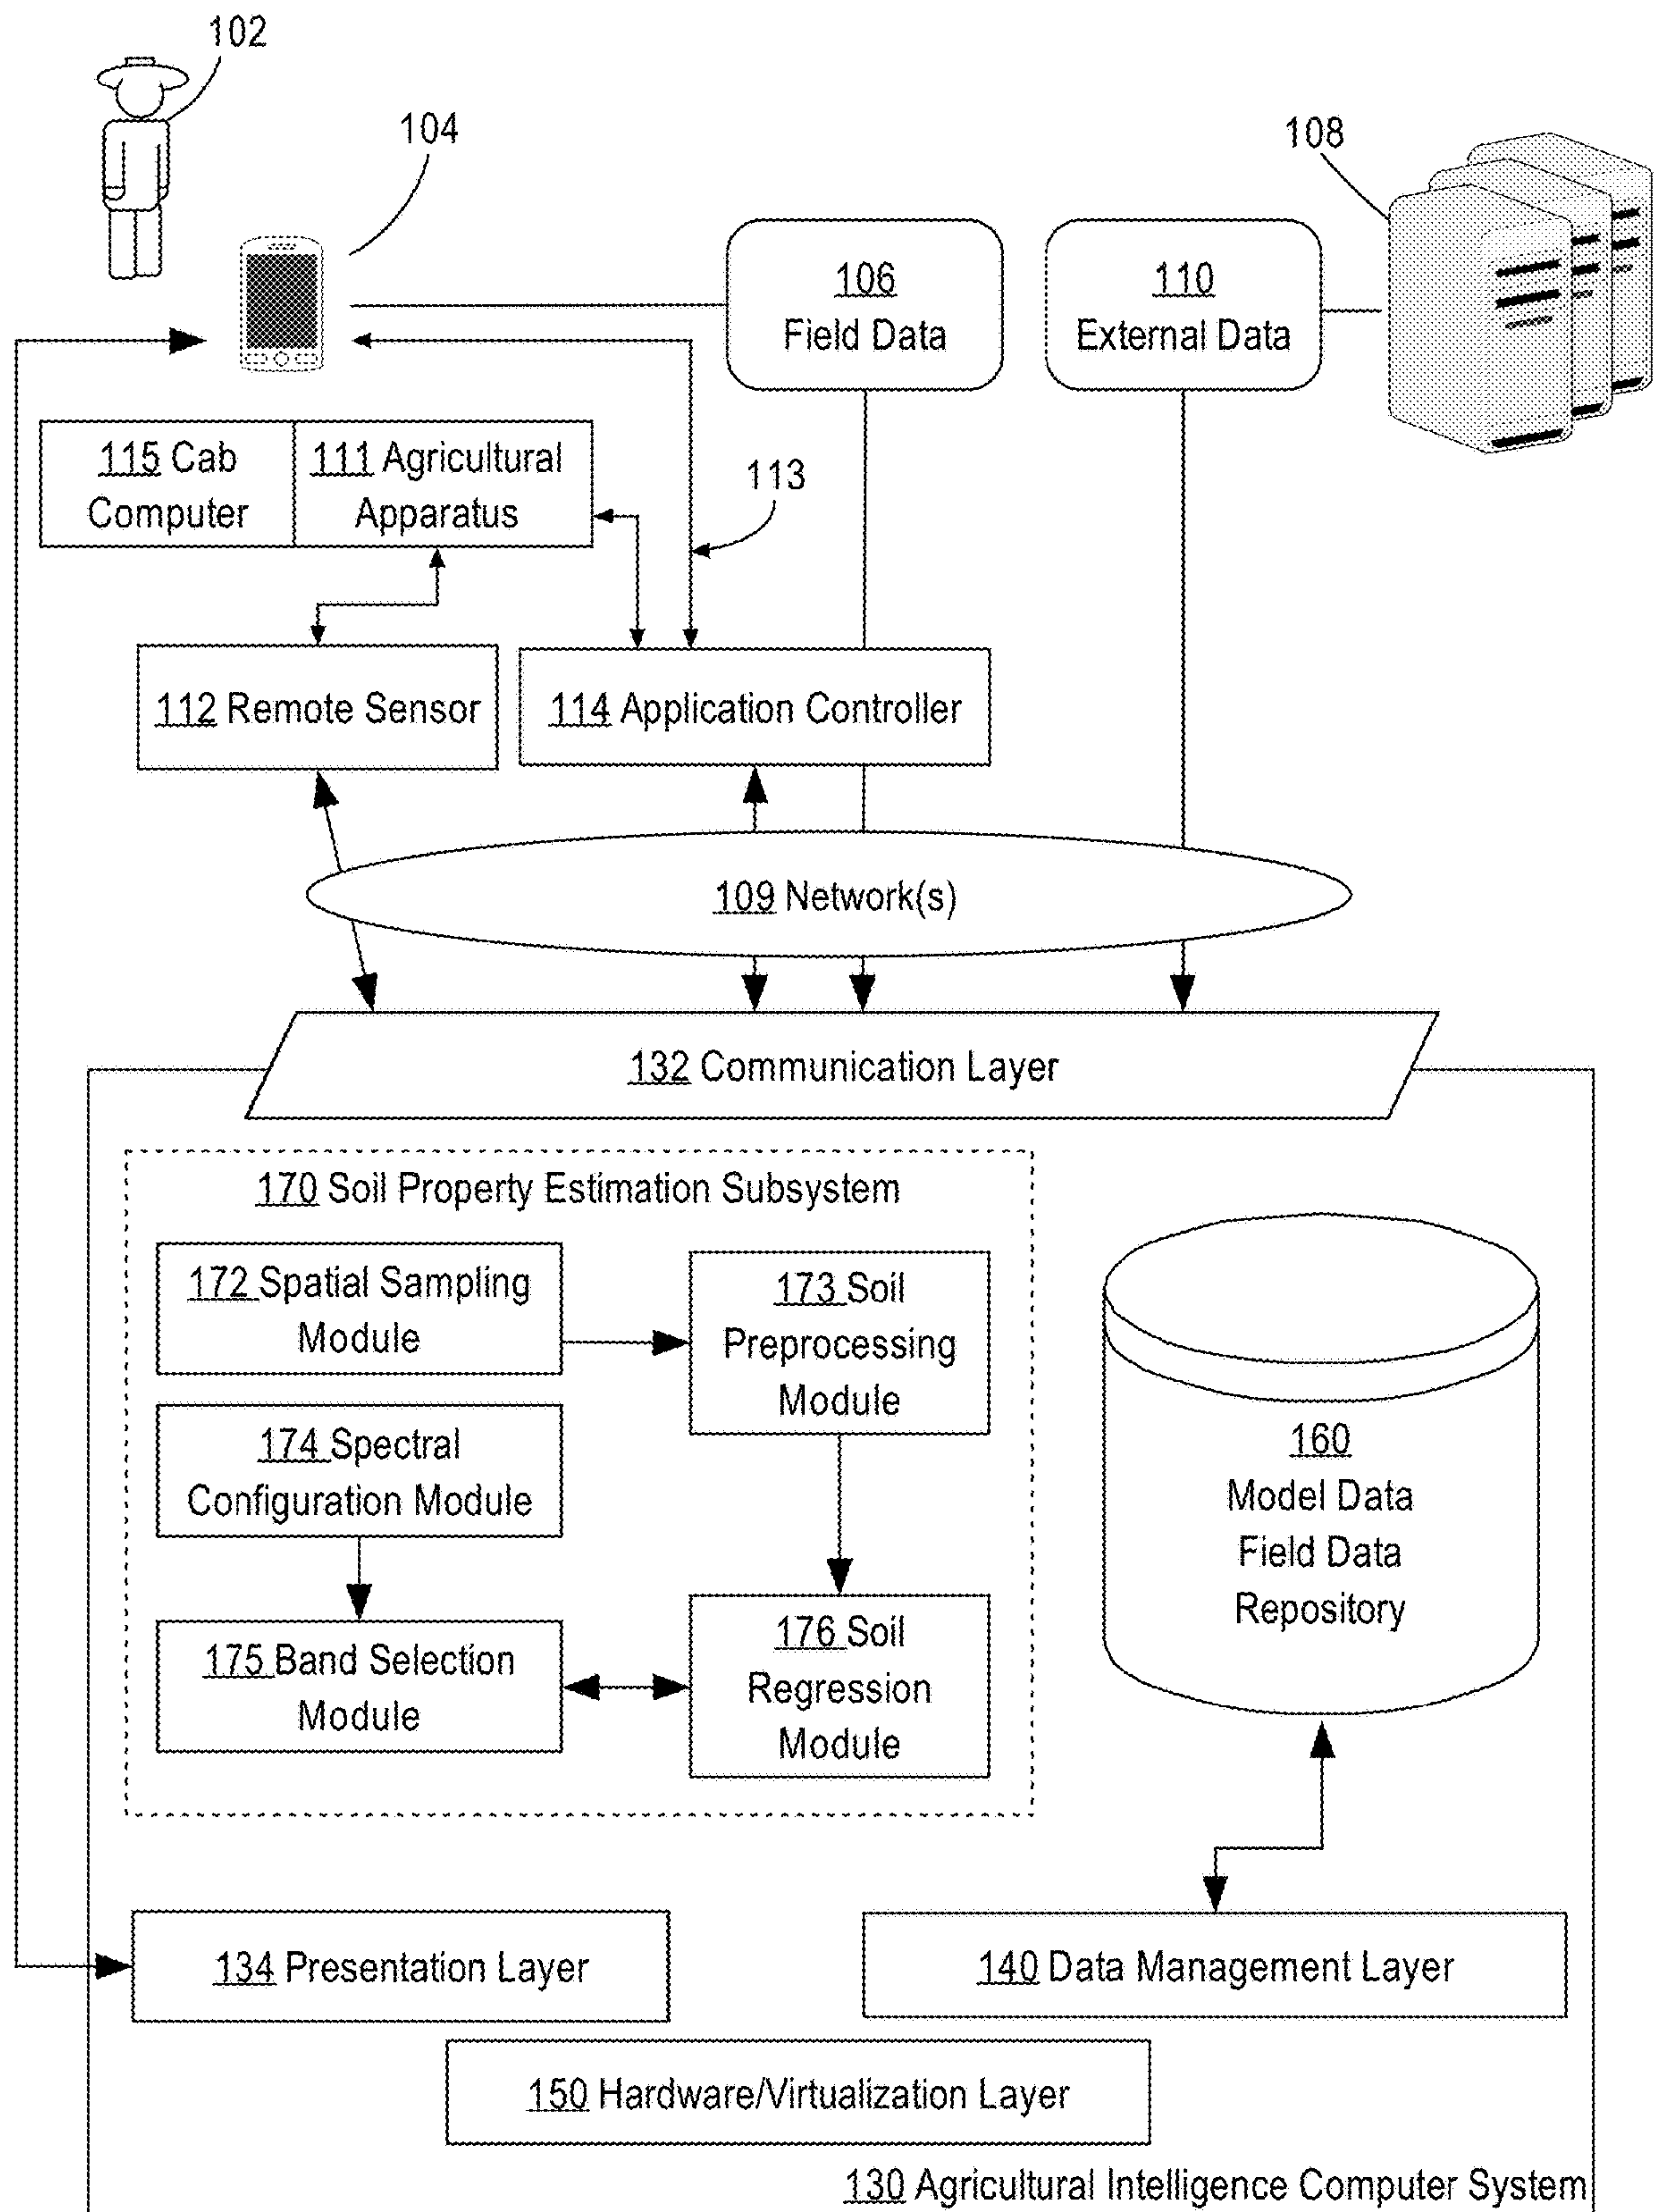 102
104
108
106
Field Data
110
External Data
115 Cab
Computer
111 Agricultural
Apparatus
113
112 Remote Sensor
114 Application Controller
109 Network(s)
132 Communication Layer
170 Soil Property Estimation Subsystem
172 Spatial Sampling
Module
173 Soil
Preprocessing
Module
174 Spectral
Configuration Module
160
Model Data
Field Data
Repository
175 Band Selection
Module
176 Soil
Regression
Module
134 Presentation Layer
140 Data Management Layer
150 Hardware/Virtualization Layer
130 Agricultural Intelligence Computer System